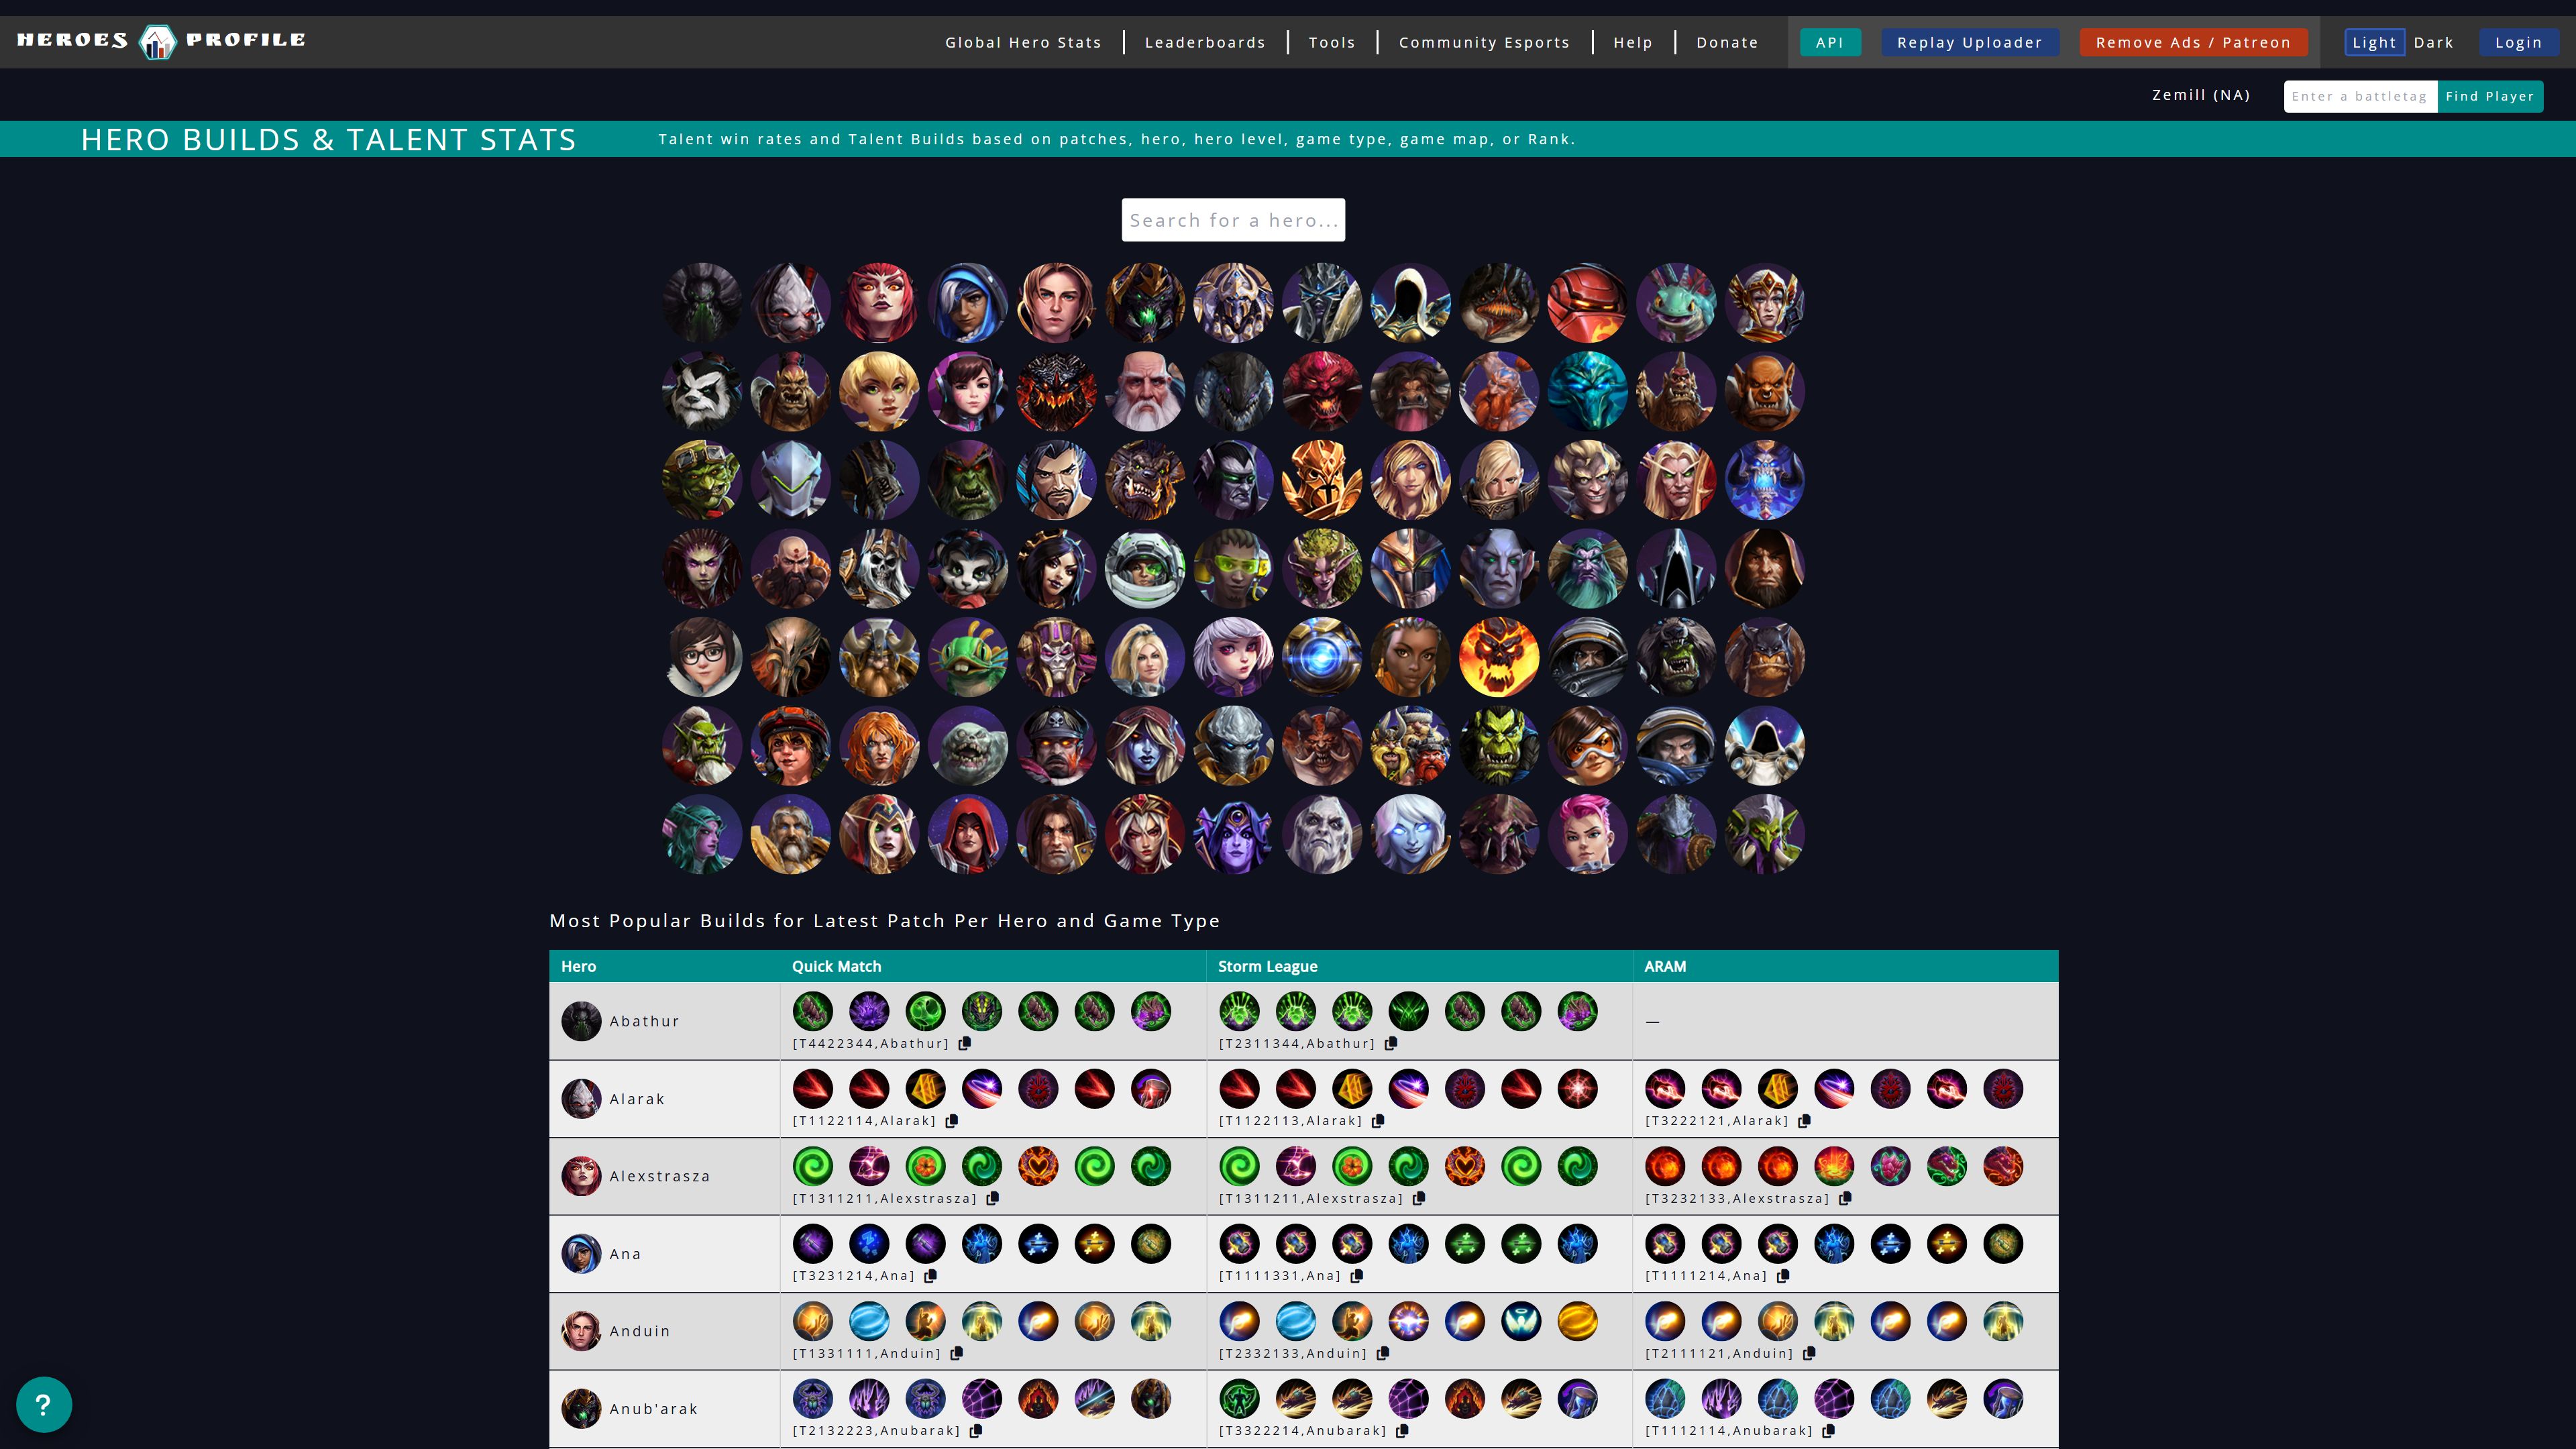 HEROES PROFILE
Global Hero Stats Leaderboards Tools Community Esports Help Donate API Replay Uploader Remove Ads / Patreon Light Dark Login
Zemill (NA) Enter a battletag Find Player
HERO BUILDS & TALENT STATS Talent win rates and Talent Builds based on patches, hero, hero level, game type, game map, or Rank.
Search for a hero...
Most Popular Builds for Latest Patch Per Hero and Game Type
Hero Quick Match Storm League ARAM
Abathur —
[T4422344,Abathur] [T2311344,Abathur]
Alarak
[T1122114,Alarak] [T1122113,Alarak] [T3222121,Alarak]
Alexstrasza
[T1311211,Alexstrasza] [T1311211,Alexstrasza] [T3232133,Alexstrasza]
Ana
[T3231214,Ana] [T1111331,Ana] [T1111214,Ana]
Anduin
[T1331111,Anduin] [T2332133,Anduin] [T2111121,Anduin]
Anub'arak
[T2132223,Anubarak] [T3322214,Anubarak] [T1112114,Anubarak]
?